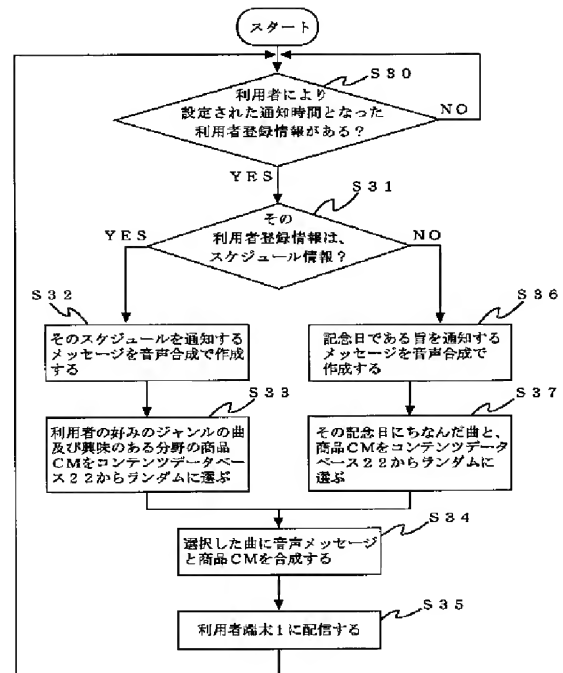 スタート
S30
利用者により
設定された通知時間となった
利用者登録情報がある?
NO
YES
S31
その
利用者登録情報は、
スケジュール情報?
YES
NO
S32
そのスケジュールを通知する
メッセージを音声合成で作成
する
S36
記念日である旨を通知する
メッセージを音声合成で
作成する
S33
利用者の好みのジャンルの曲
及び興味のある分野の商品
CMをコンテンツデータベー
ス22からランダムに選ぶ
S37
その記念日にちなんだ曲と、
商品CMをコンテンツデータ
ベース22からランダムに
選ぶ
S34
選択した曲に音声メッセージ
と商品CMを合成する
S35
利用者端末1に配信する